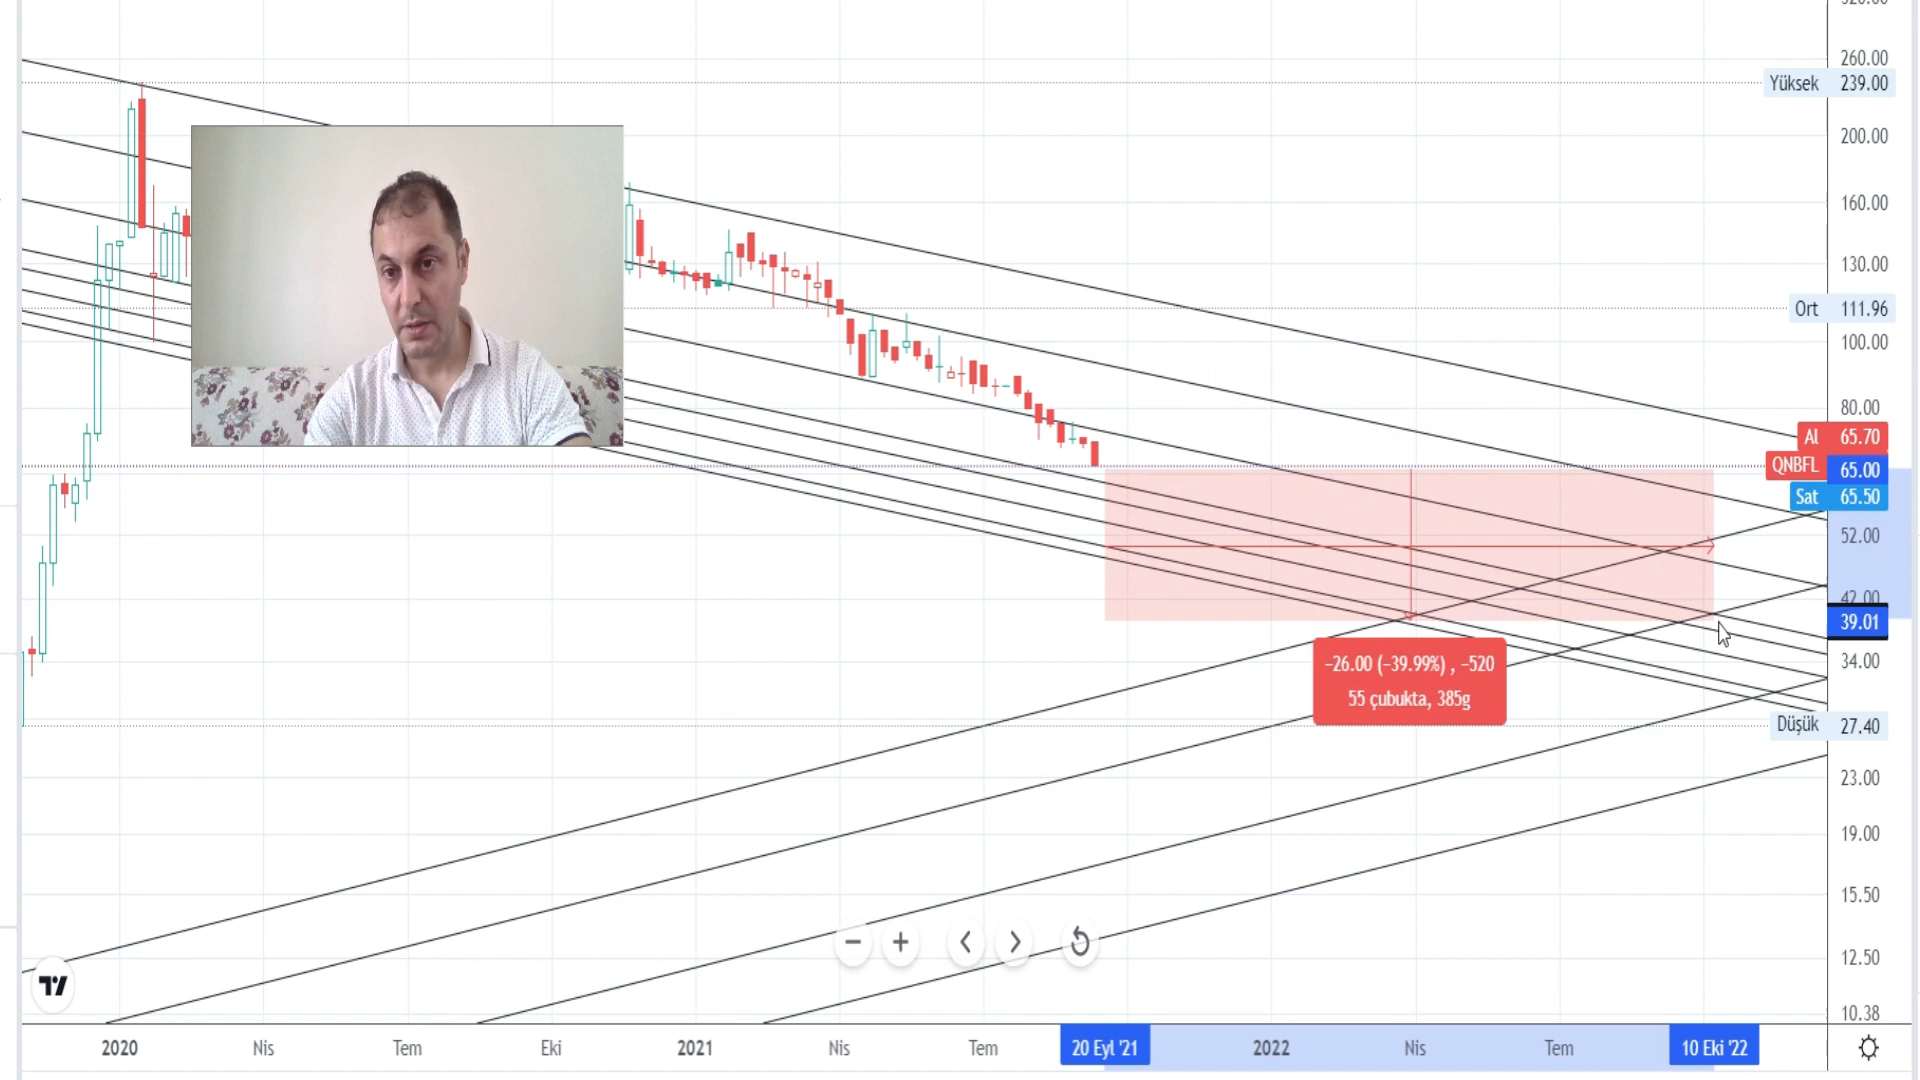 260.00
Yüksek 239.00
200.00
160.00
130.00
Ort 111.96
100.00
80.00
Al 65.70
QNBFL 65.00
Sat 65.50
52.00
42.00
39.01
−26.00 (−39.99%) , −520
55 çubukta, 385g
34.00
Düşük 27.40
23.00
19.00
15.50
12.50
10.38
2020 Nis Tem Eki 2021 Nis Tem 20 Eyl '21 2022 Nis Tem 10 Eki '22